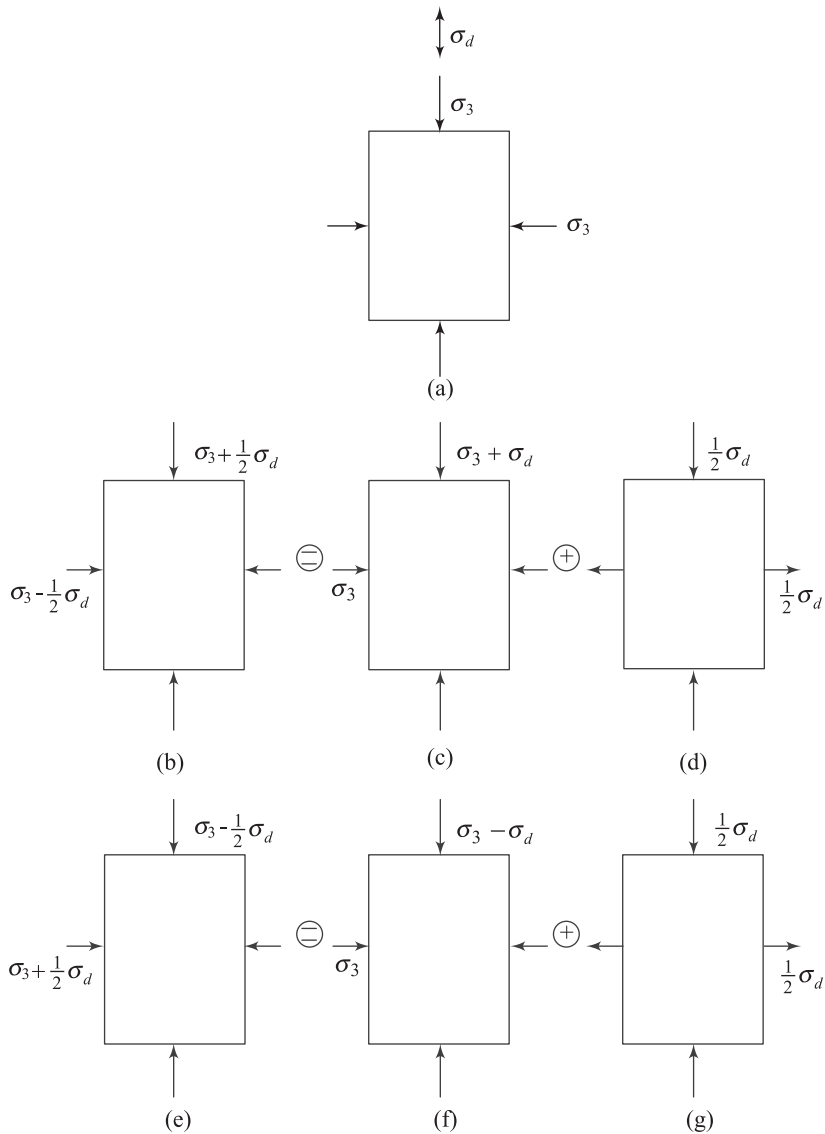 σd
σ3
σ3
(a)
σ3+½σd
σ3 + σd
½σd
σ3-½σd
=
σ3
+
½σd
(b)
(c)
(d)
σ3-½σd
σ3 −σd
½σd
σ3+½σd
=
σ3
+
½σd
(e)
(f)
(g)